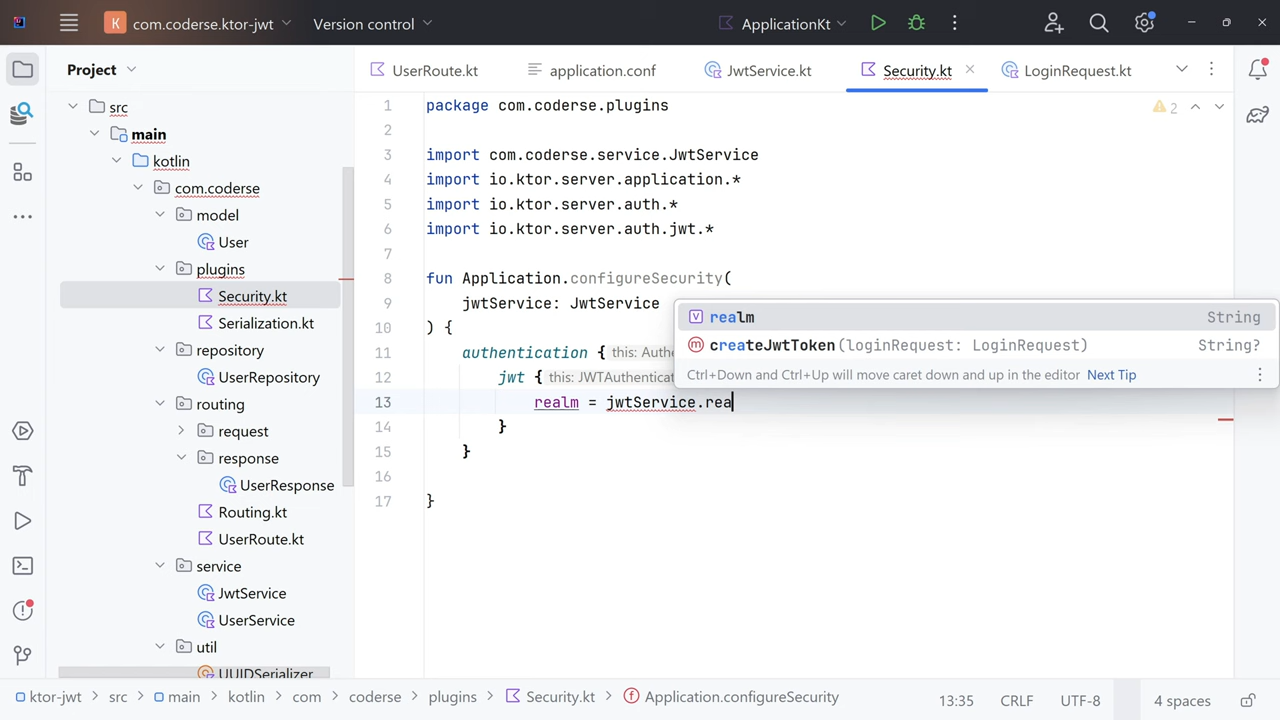 K com.coderse.ktor-jwt Version control ApplicationKt
Project
UserRoute.kt application.conf JwtService.kt Security.kt LoginRequest.kt
src
main
kotlin
com.coderse
model
User
plugins
Security.kt
Serialization.kt
repository
UserRepository
routing
request
response
UserResponse
Routing.kt
UserRoute.kt
service
JwtService
UserService
util
UUIDSerializer
2
1 package com.coderse.plugins
2
3 import com.coderse.service.JwtService
4 import io.ktor.server.application.*
5 import io.ktor.server.auth.*
6 import io.ktor.server.auth.jwt.*
7
8 fun Application.configureSecurity(
9 jwtService: JwtService
10 ) {
11 authentication { this: Authe
12 jwt { this: JWTAuthenticat
13 realm = jwtService.rea
14 }
15 }
16
17 }
realm String
createJwtToken(loginRequest: LoginRequest) String?
Ctrl+Down and Ctrl+Up will move caret down and up in the editor Next Tip
ktor-jwt > src > main > kotlin > com > coderse > plugins > Security.kt > Application.configureSecurity 13:35 CRLF UTF-8 4 spaces